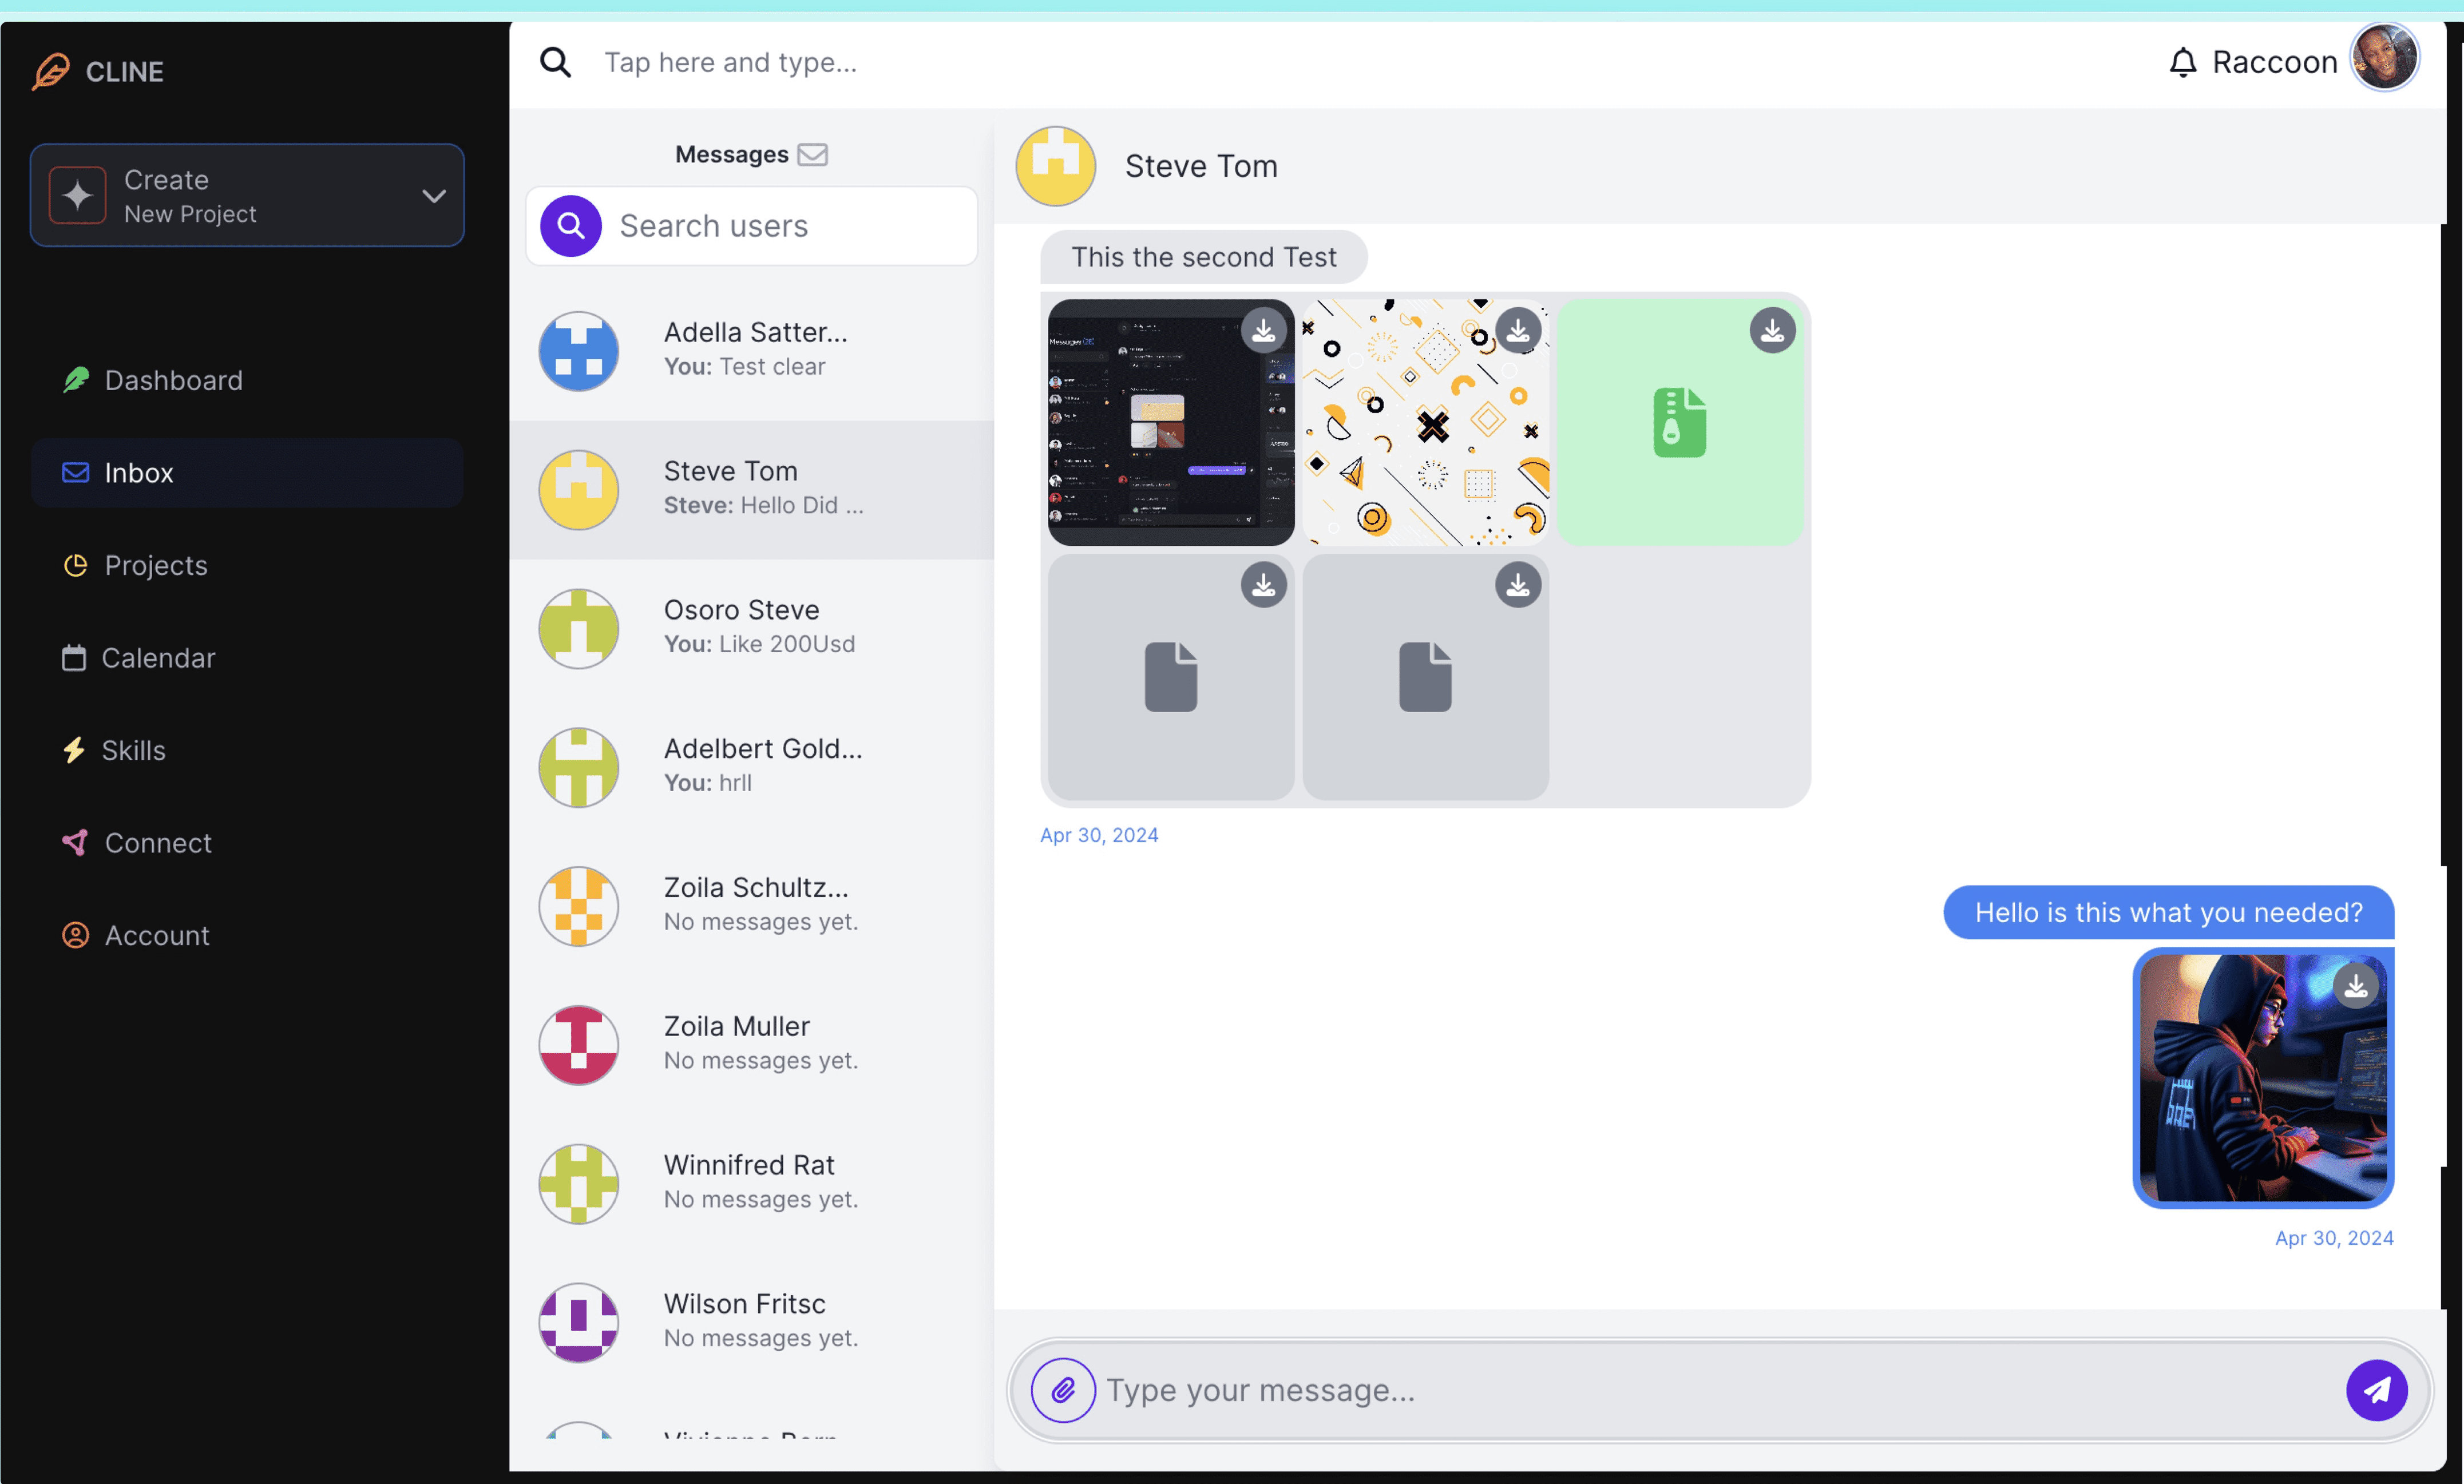 CLINE
Create
New Project
Dashboard
Inbox
Projects
Calendar
Skills
Connect
Account
Tap here and type...
Raccoon
Messages
Search users
Adella Satter...
You: Test clear
Steve Tom
Steve: Hello Did ...
Osoro Steve
You: Like 200Usd
Adelbert Gold...
You: hrll
Zoila Schultz...
No messages yet.
Zoila Muller
No messages yet.
Winnifred Rat
No messages yet.
Wilson Fritsc
No messages yet.
Steve Tom
This the second Test
Messages
Apr 30, 2024
Hello is this what you needed?
Apr 30, 2024
Type your message...